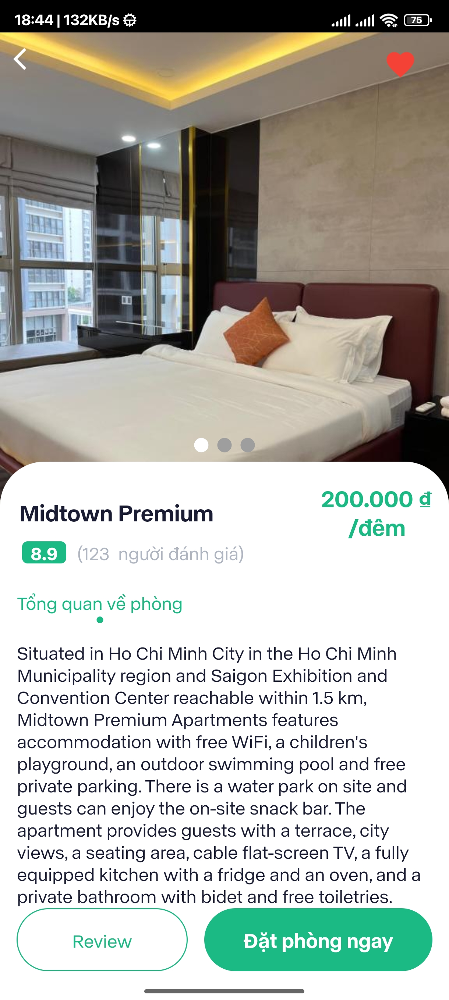 18:44 | 132KB/s
75
Midtown Premium
200.000 ₫
/đêm
8.9 (123 người đánh giá)
Tổng quan về phòng
Situated in Ho Chi Minh City in the Ho Chi Minh
Municipality region and Saigon Exhibition and
Convention Center reachable within 1.5 km,
Midtown Premium Apartments features
accommodation with free WiFi, a children's
playground, an outdoor swimming pool and free
private parking. There is a water park on site and
guests can enjoy the on-site snack bar. The
apartment provides guests with a terrace, city
views, a seating area, cable flat-screen TV, a fully
equipped kitchen with a fridge and an oven, and a
private bathroom with bidet and free toiletries.
Review
Đặt phòng ngay